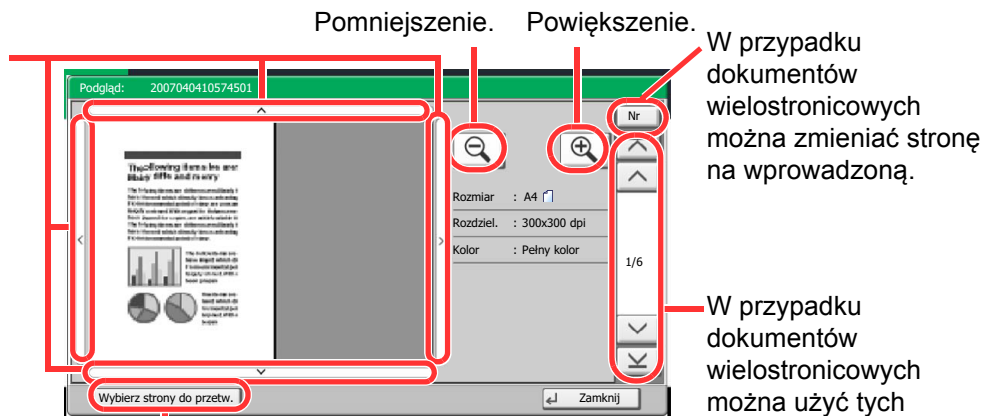 Pomniejszenie.
Powiększenie.
W przypadku
dokumentów
wielostronicowych
można zmieniać stronę
na wprowadzoną.
Podgląd: 2007040410574501
Nr
Rozmiar : A4
Rozdziel. : 300x300 dpi
Kolor : Pełny kolor
1/6
W przypadku
dokumentów
wielostronicowych
można użyć tych
Wybierz strony do przetw.
Zamknij